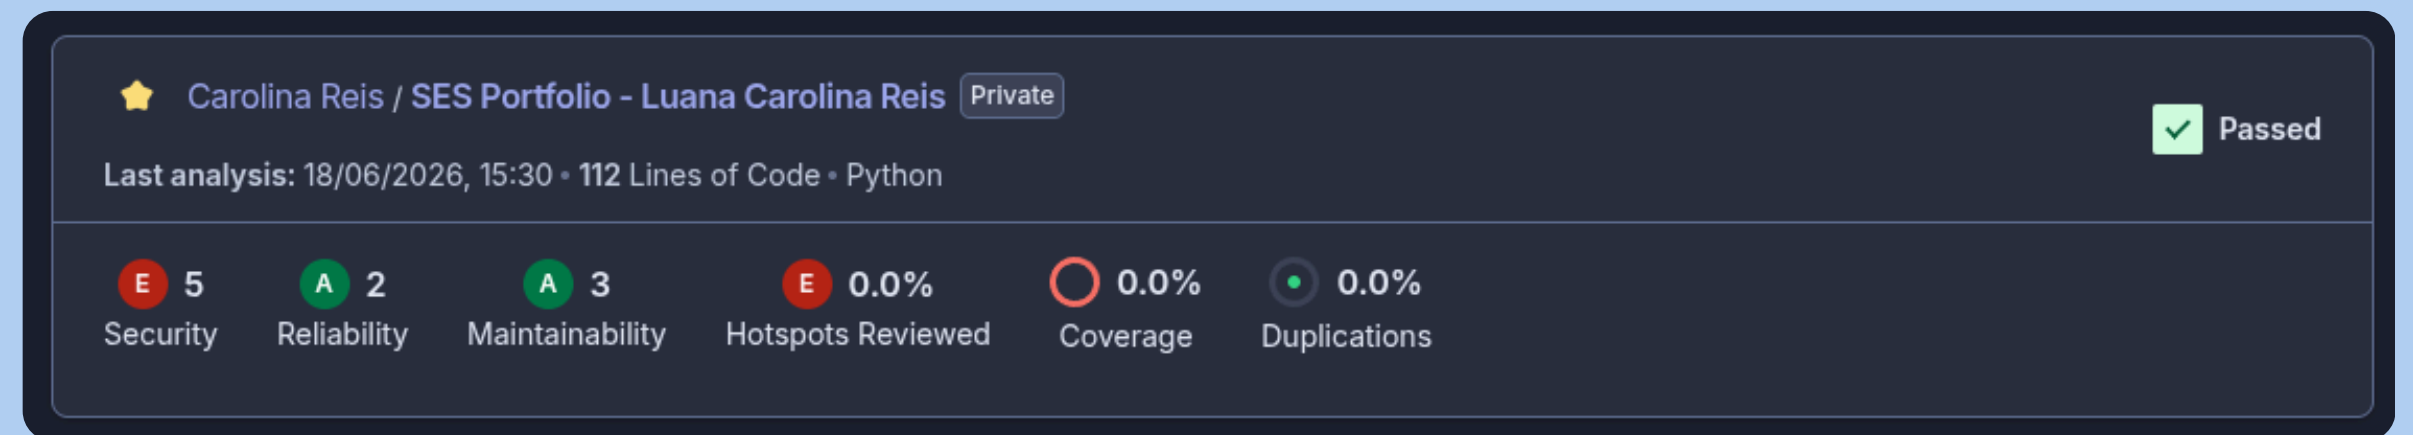 Carolina Reis / SES Portfolio - Luana Carolina Reis Private
Passed
Last analysis: 18/06/2026, 15:30 • 112 Lines of Code • Python
E 5 A 2 A 3 E 0.0% 0.0% 0.0%
Security Reliability Maintainability Hotspots Reviewed Coverage Duplications